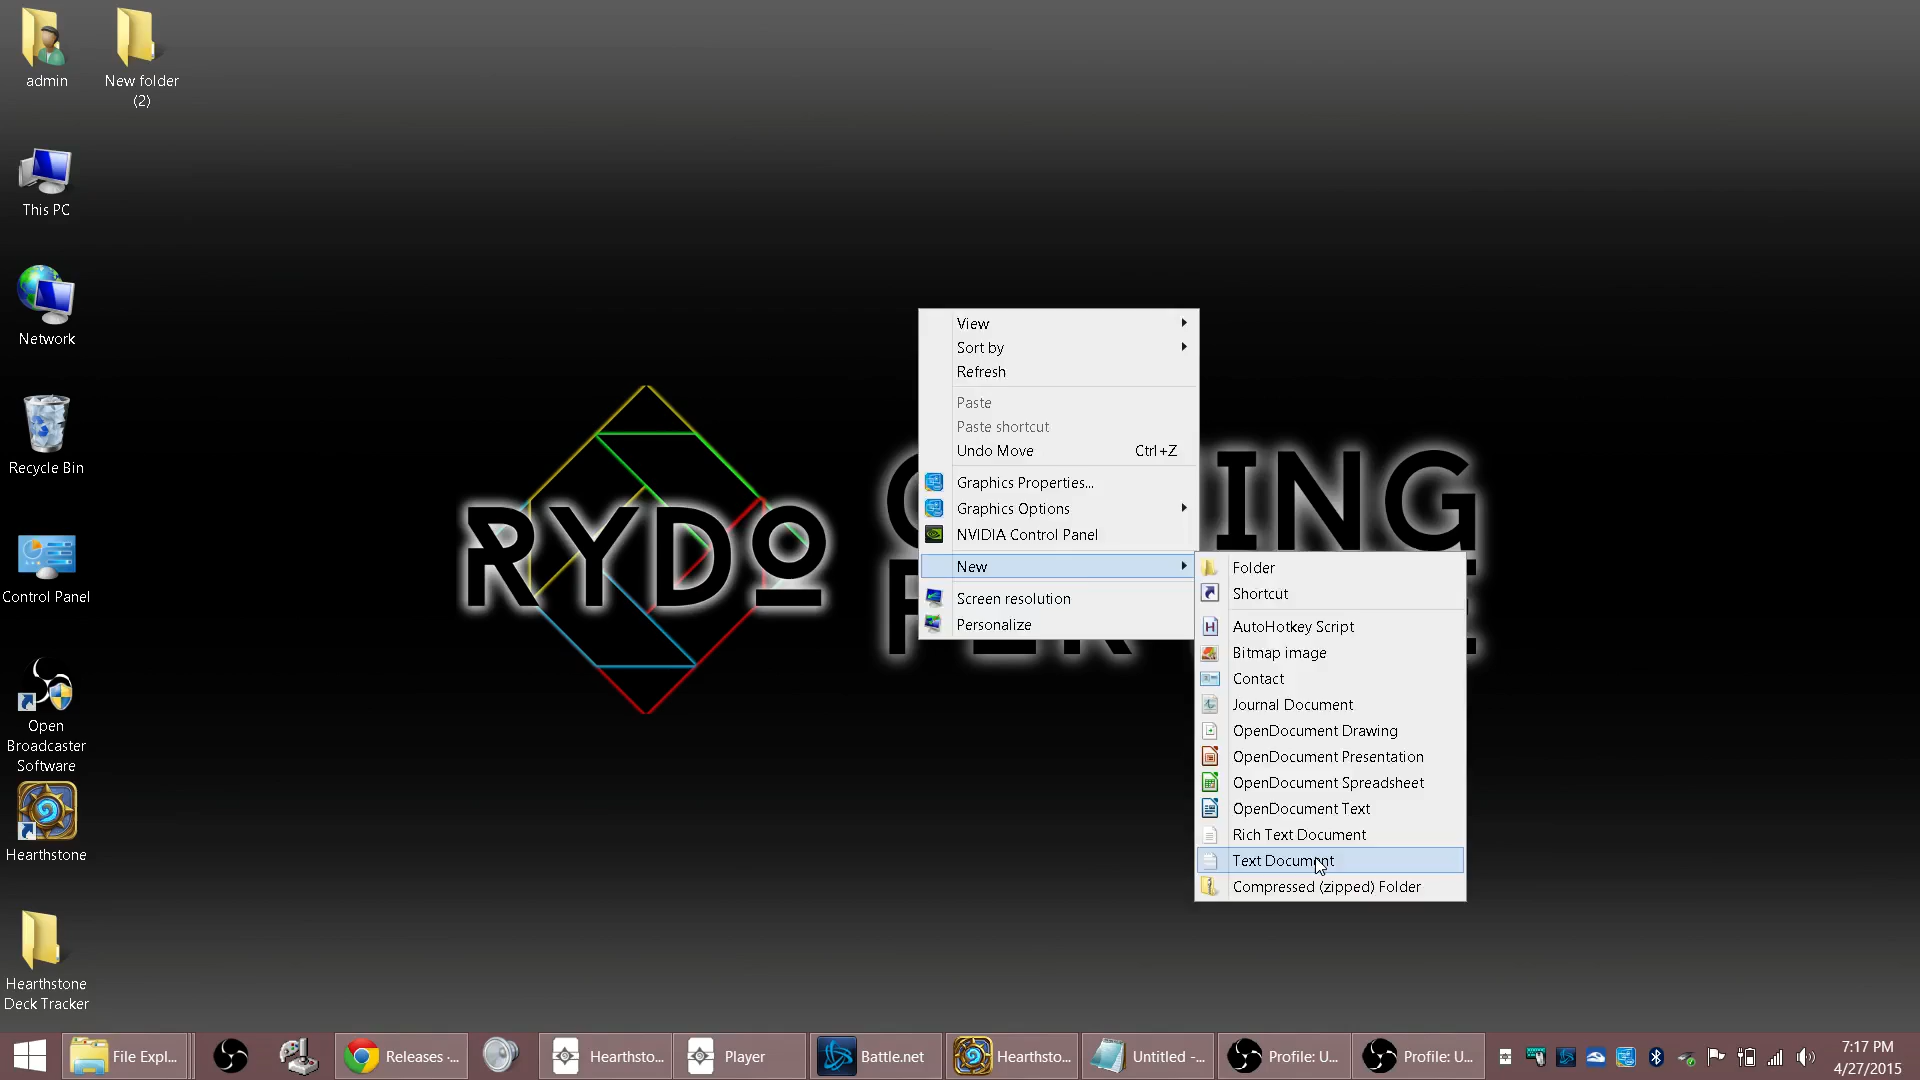 admin
New folder
(2)
This PC
Network
Recycle Bin
Control Panel
Open
Broadcaster
Software
Hearthstone
Hearthstone
Deck Tracker
RYDO
View
Sort by
Refresh
Paste
Paste shortcut
Undo Move Ctrl+Z
Graphics Properties...
Graphics Options
NVIDIA Control Panel
New
Screen resolution
Personalize
Folder
Shortcut
AutoHotkey Script
Bitmap image
Contact
Journal Document
OpenDocument Drawing
OpenDocument Presentation
OpenDocument Spreadsheet
OpenDocument Text
Rich Text Document
Text Document
Compressed (zipped) Folder
File Expl...
Releases -...
Hearthsto...
Player
Battle.net
Hearthsto...
Untitled -...
Profile: U...
Profile: U...
7:17 PM
4/27/2015